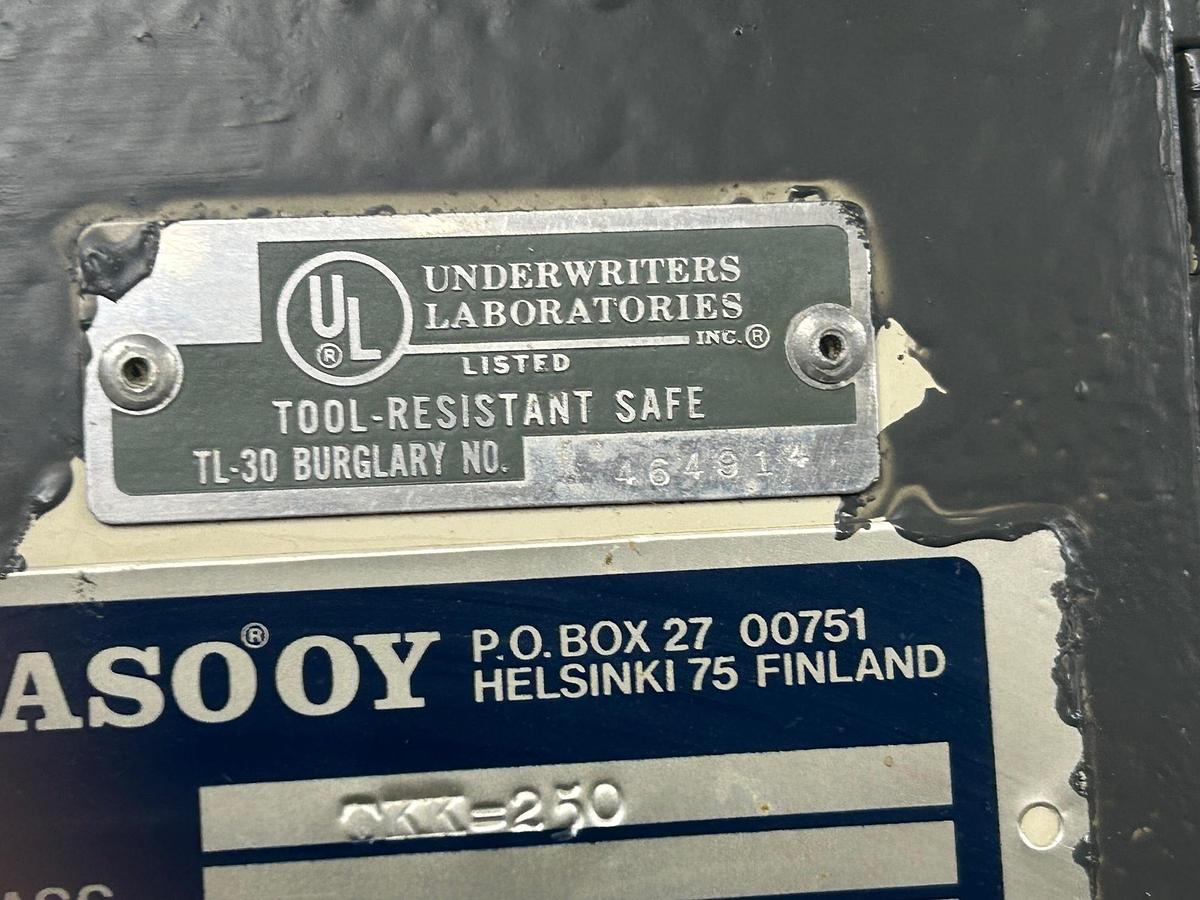 UL®
UNDERWRITERS
LABORATORIES
INC.®
LISTED
TOOL-RESISTANT SAFE
TL-30 BURGLARY NO. 464914
ASO® OY
P.O. BOX 27 00751
HELSINKI 75 FINLAND
KK-250